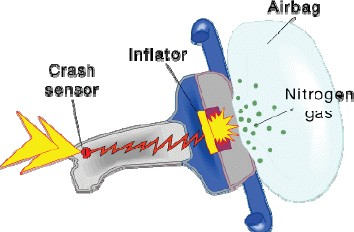 Airbag
Inflator
Crash
sensor
Nitrogen
gas